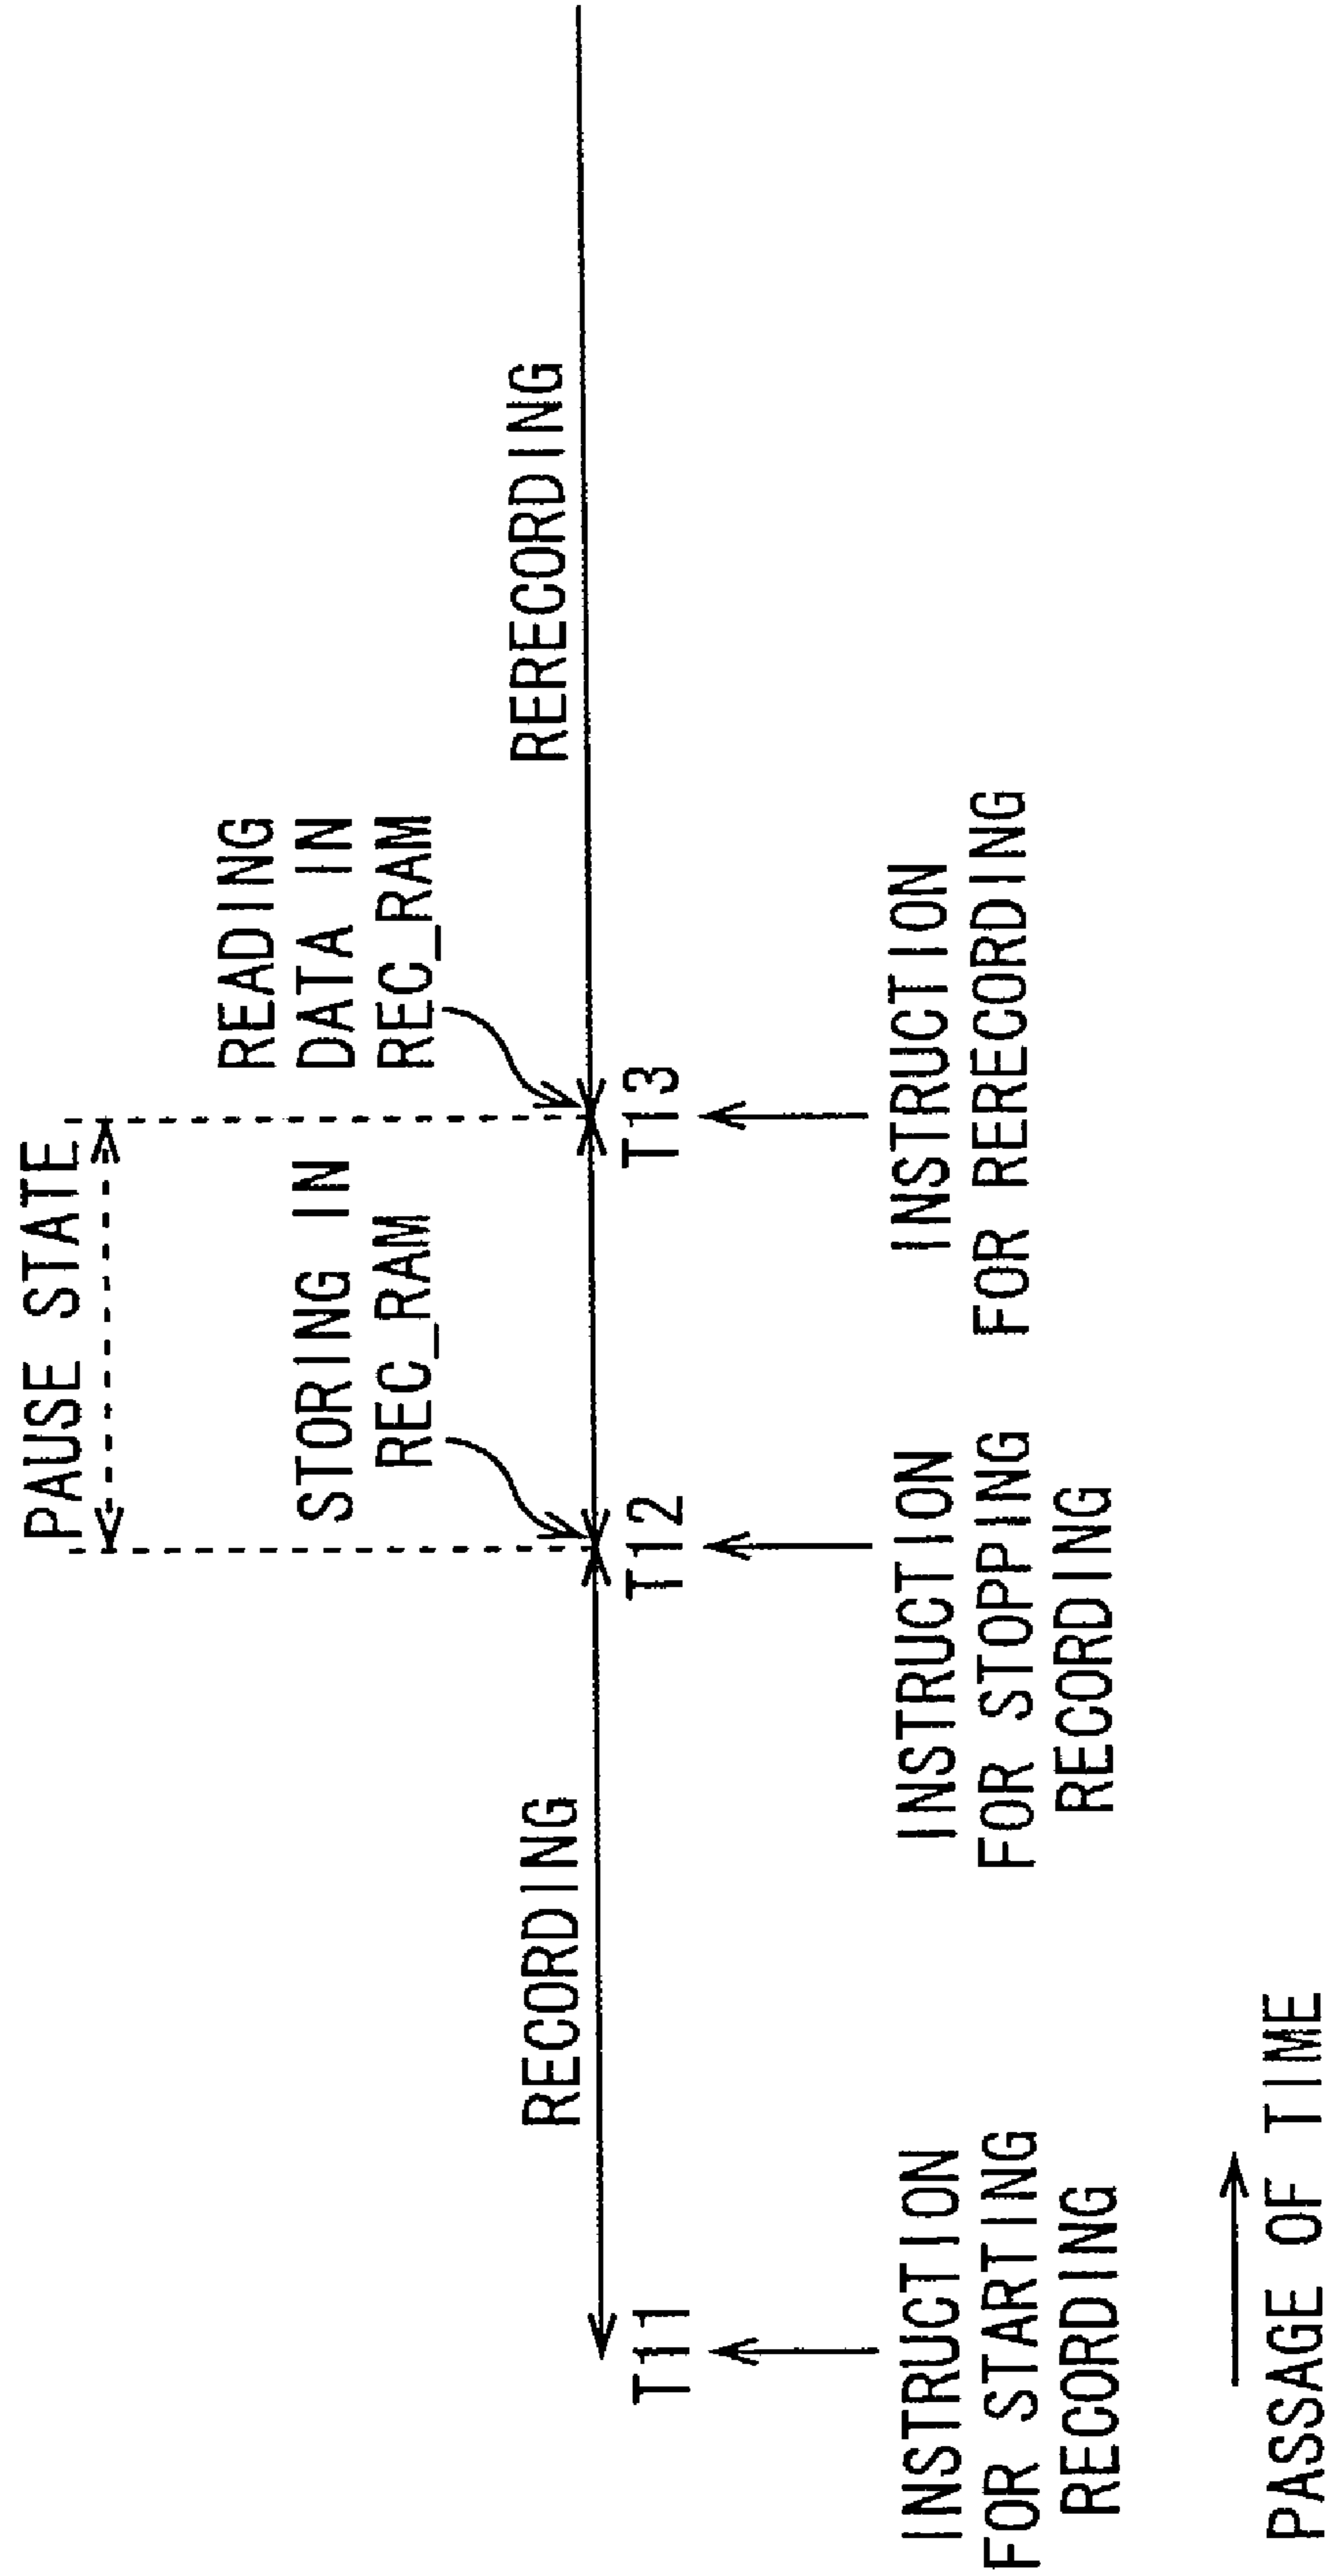 PAUSE STATE
STORING IN
REC_RAM
READING
DATA IN
REC_RAM
RECORDING
RERECORDING
T11
T12
T13
INSTRUCTION
FOR STARTING
RECORDING
INSTRUCTION
FOR STOPPING
RECORDING
INSTRUCTION
FOR RERECORDING
PASSAGE OF TIME